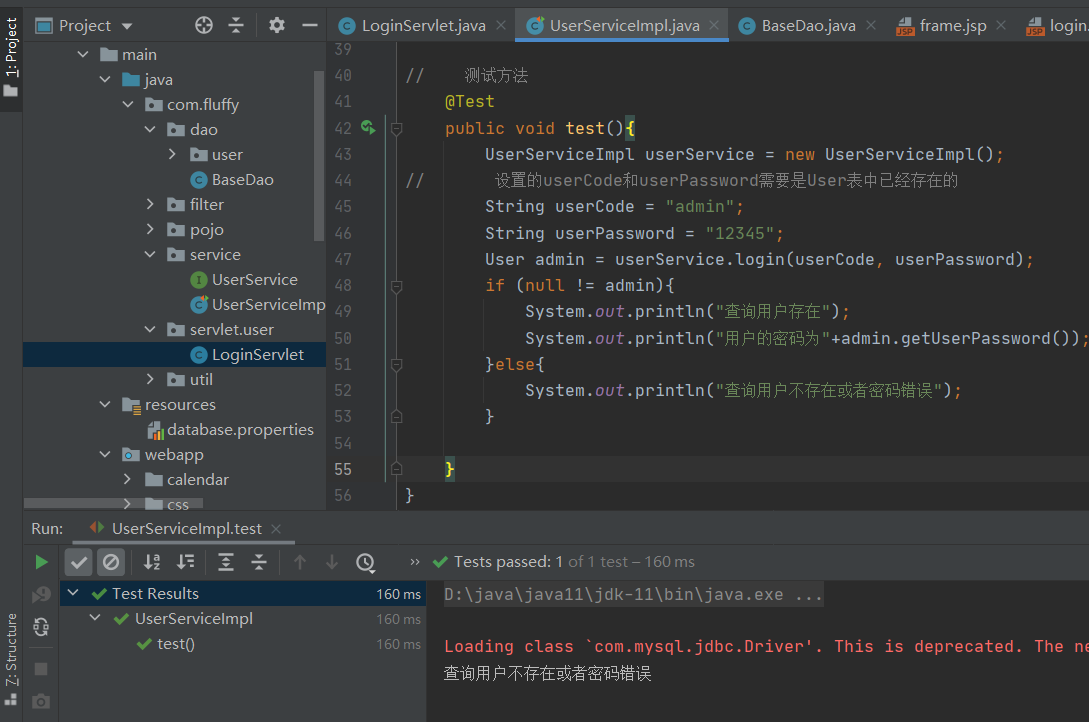 Project
LoginServlet.java
UserServiceImpl.java
BaseDao.java
frame.jsp
login.
1: Project
main
java
com.fluffy
dao
user
BaseDao
filter
pojo
service
UserService
UserServiceImp
servlet.user
LoginServlet
util
resources
database.properties
webapp
calendar
css
39
40 // 测试方法
41 @Test
42 public void test(){
43 UserServiceImpl userService = new UserServiceImpl();
44 // 设置的userCode和userPassword需要是User表中已经存在的
45 String userCode = "admin";
46 String userPassword = "12345";
47 User admin = userService.login(userCode, userPassword);
48 if (null != admin){
49 System.out.println("查询用户存在");
50 System.out.println("用户的密码为"+admin.getUserPassword());
51 }else{
52 System.out.println("查询用户不存在或者密码错误");
53 }
54
55 }
56 }
Run: UserServiceImpl.test
Tests passed: 1 of 1 test – 160 ms
Test Results 160 ms
UserServiceImpl 160 ms
test() 160 ms
D:\java\java11\jdk-11\bin\java.exe ...
Loading class `com.mysql.jdbc.Driver'. This is deprecated. The ne
查询用户不存在或者密码错误
Z: Structure